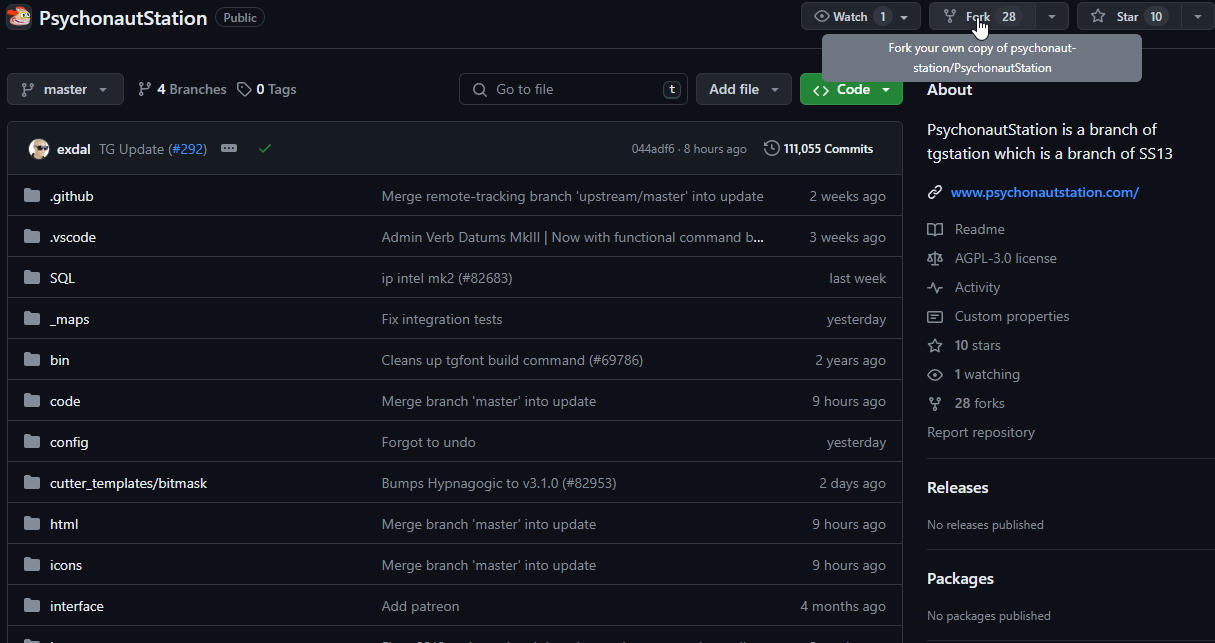 PsychonautStation Public Watch 1 Fork 28 Star 10
Fork your own copy of psychonaut-
station/PsychonautStation
master 4 Branches 0 Tags Go to file t Add file Code
exdal TG Update (#292) 044adf6 · 8 hours ago 111,055 Commits
.github Merge remote-tracking branch 'upstream/master' into update 2 weeks ago
.vscode Admin Verb Datums MkIII | Now with functional command b... 3 weeks ago
SQL ip intel mk2 (#82683) last week
_maps Fix integration tests yesterday
bin Cleans up tgfont build command (#69786) 2 years ago
code Merge branch 'master' into update 9 hours ago
config Forgot to undo yesterday
cutter_templates/bitmask Bumps Hypnagogic to v3.1.0 (#82953) 2 days ago
html Merge branch 'master' into update 9 hours ago
icons Merge branch 'master' into update 9 hours ago
interface Add patreon 4 months ago
About
PsychonautStation is a branch of
tgstation which is a branch of SS13
www.psychonautstation.com/
Readme
AGPL-3.0 license
Activity
Custom properties
10 stars
1 watching
28 forks
Report repository
Releases
No releases published
Packages
No packages published